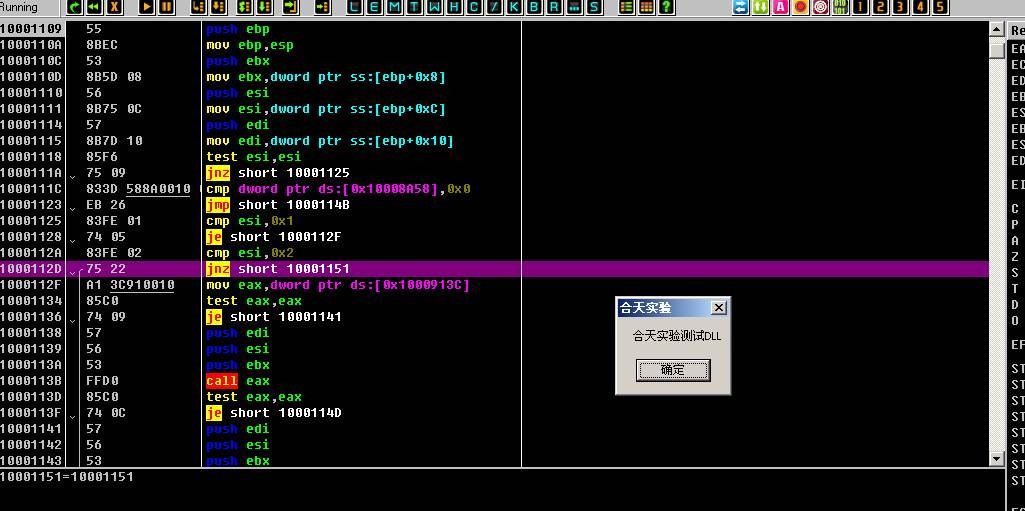 Running L E M T W H C / K B R ... S ? A 1 2 3 4 5
10001109 55 push ebp
1000110A 8BEC mov ebp,esp
1000110C 53 push ebx
1000110D 8B5D 08 mov ebx,dword ptr ss:[ebp+0x8]
10001110 56 push esi
10001111 8B75 0C mov esi,dword ptr ss:[ebp+0xC]
10001114 57 push edi
10001115 8B7D 10 mov edi,dword ptr ss:[ebp+0x10]
10001118 85F6 test esi,esi
1000111A 75 09 jnz short 10001125
1000111C 833D 588A0010 cmp dword ptr ds:[0x10008A58],0x0
10001123 EB 26 jmp short 1000114B
10001125 83FE 01 cmp esi,0x1
10001128 74 05 je short 1000112F
1000112A 83FE 02 cmp esi,0x2
1000112D 75 22 jnz short 10001151
1000112F A1 3C910010 mov eax,dword ptr ds:[0x1000913C]
10001134 85C0 test eax,eax
10001136 74 09 je short 10001141
10001138 57 push edi
10001139 56 push esi
1000113A 53 push ebx
1000113B FFD0 call eax
1000113D 85C0 test eax,eax
1000113F 74 0C je short 1000114D
10001141 57 push edi
10001142 56 push esi
10001143 53 push ebx
10001151=10001151
合天实验
合天实验测试DLL
确定
Re
EA
EC
ED
EB
ES
EB
ES
ED
EI
C
P
A
Z
S
T
D
O
EF
ST
ST
ST
ST
ST
ST
ST
ST